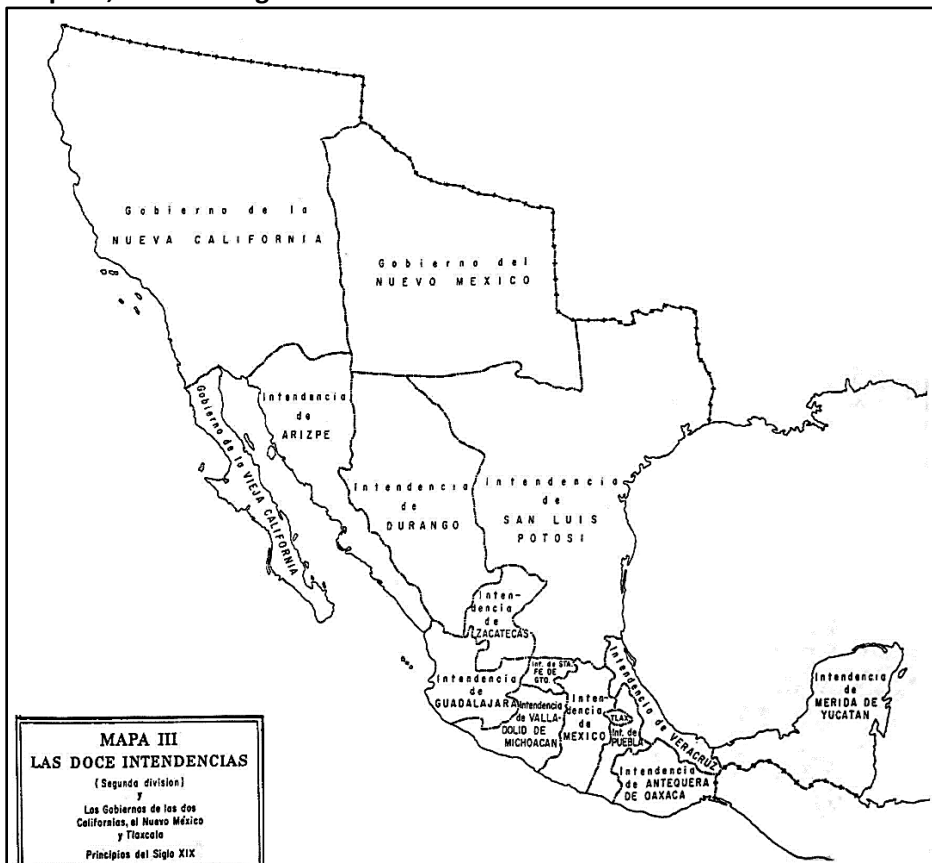 Gobierno de la
NUEVA CALIFORNIA
Gobierno del
NUEVO MEXICO
Intendencia
de
ARIZPE
Gobierno de la VIEJA CALIFORNIA
Intendencia
de
DURANGO
Intendencia
de
SAN LUIS
POTOSI
Inten-
dencia
de
ZACATECAS
Int. de STA.
FE DE
GTO.
Intendencia
de
GUADALAJARA
Intendencia
de VALLA-
DOLID DE
MICHOACAN
Inten-
dencia
de
MEXICO
TLAX.
Int. de
PUEBLA
Intendencia de VERACRUZ
Intendencia
de ANTEQUERA
DE OAXACA
Intendencia
de
MERIDA DE
YUCATAN
MAPA III
LAS DOCE INTENDENCIAS
(Segunda division)
y
Los Gobiernos de las dos
Californias, el Nuevo México
y Tlaxcala
Principios del Siglo XIX